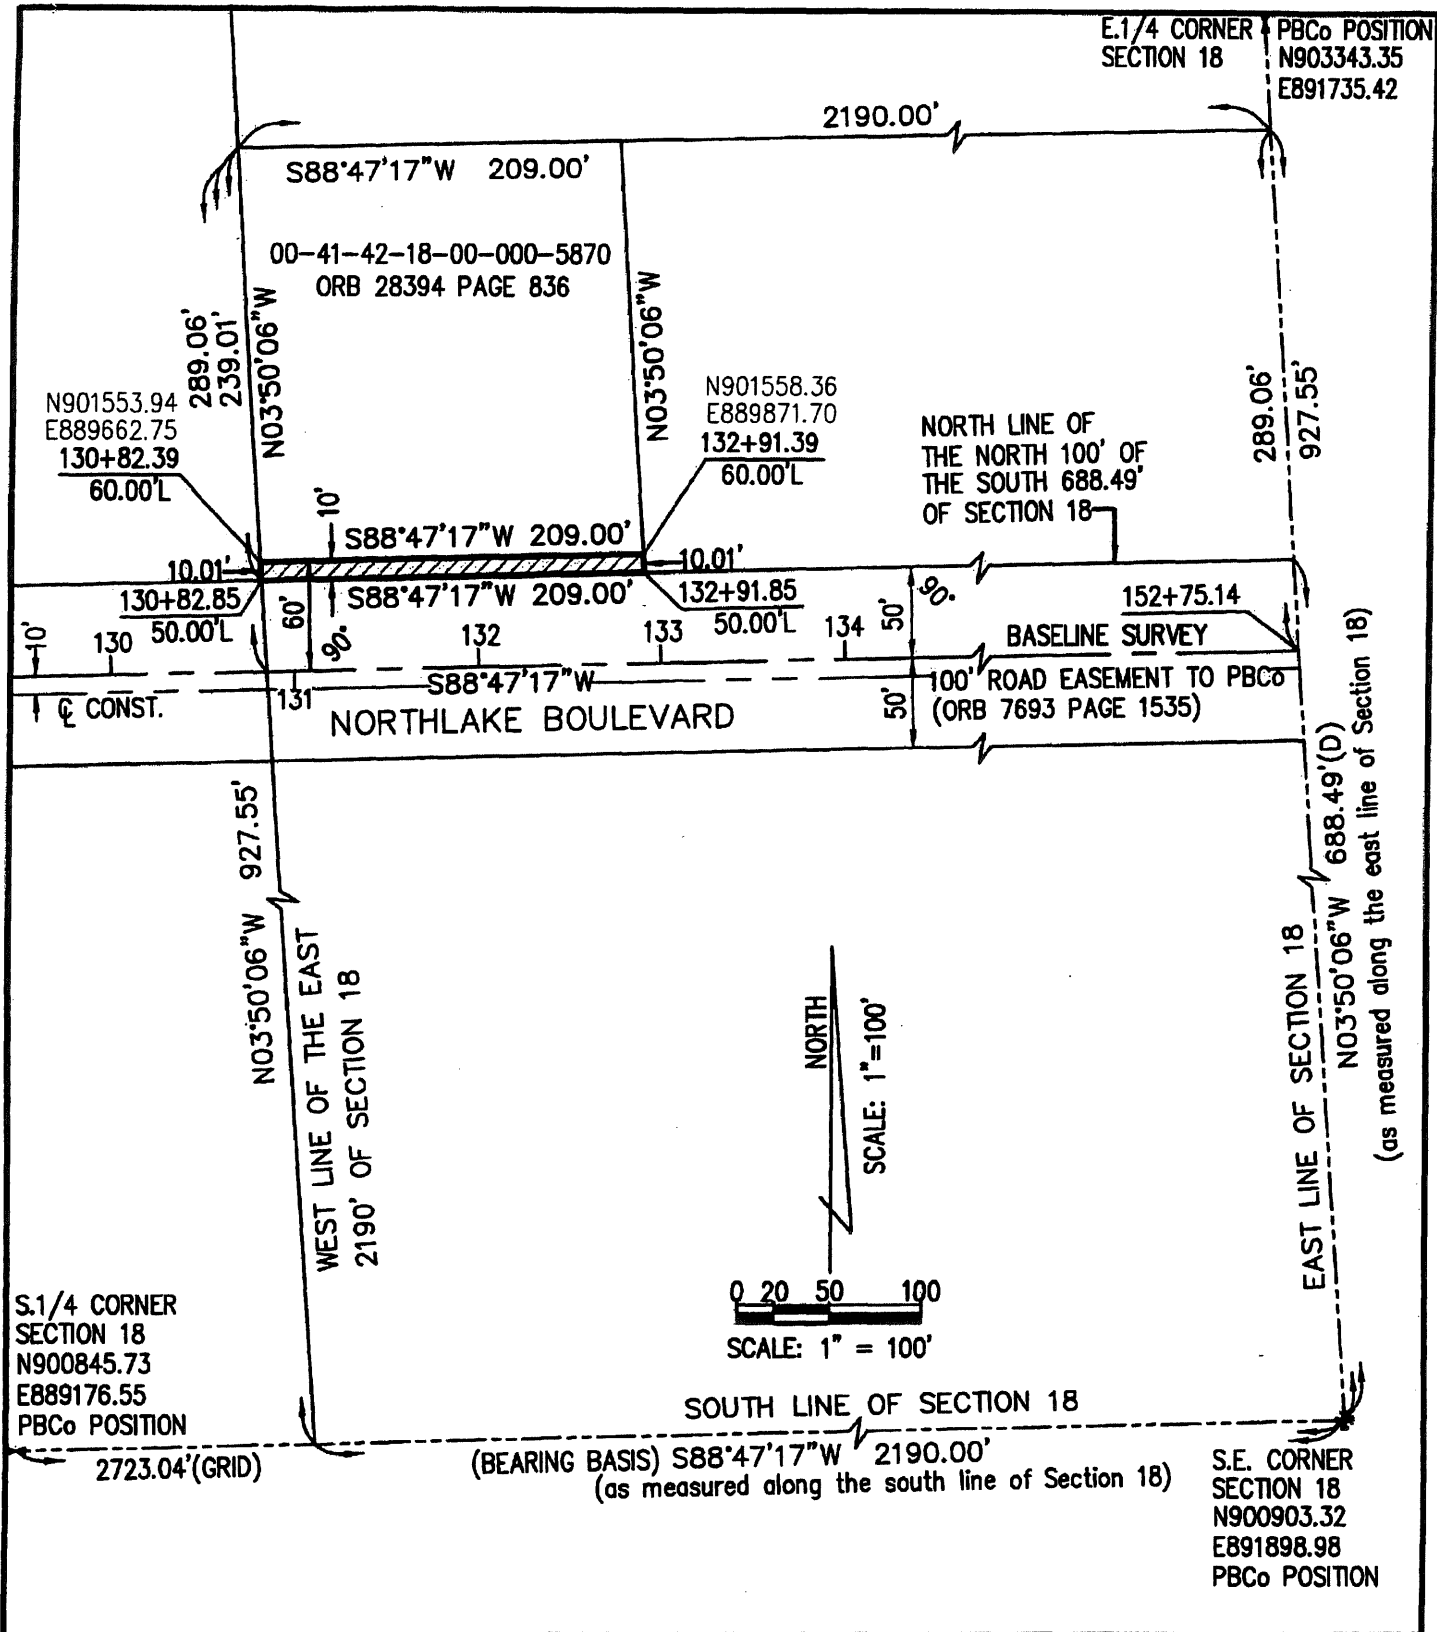 E.1/4 CORNER
SECTION 18
PBCo POSITION
N903343.35
E891735.42
2190.00'
S88°47'17"W 209.00'
00-41-42-18-00-000-5870
ORB 28394 PAGE 836
289.06'
239.01'
N03°50'06"W
N03°50'06"W
289.06'
927.55'
N901553.94
E889662.75
130+82.39
60.00'L
N901558.36
E889871.70
132+91.39
60.00'L
NORTH LINE OF
THE NORTH 100' OF
THE SOUTH 688.49'
OF SECTION 18
10'
S88°47'17"W 209.00'
10.01'
10.01'
S88°47'17"W 209.00'
130+82.85
50.00'L
132+91.85
50.00'L
60'
90°
50'
90°
152+75.14
10'
130
131
132
133
134
BASELINE SURVEY
S88°47'17"W
100' ROAD EASEMENT TO PBCo
(ORB 7693 PAGE 1535)
50'
℄ CONST.
NORTHLAKE BOULEVARD
N03°50'06"W 927.55'
WEST LINE OF THE EAST
2190' OF SECTION 18
NORTH
SCALE: 1"=100'
EAST LINE OF SECTION 18
N03°50'06"W 688.49'(D)
(as measured along the east line of Section 18)
0 20 50 100
SCALE: 1" = 100'
S.1/4 CORNER
SECTION 18
N900845.73
E889176.55
PBCo POSITION
2723.04'(GRID)
SOUTH LINE OF SECTION 18
(BEARING BASIS) S88°47'17"W 2190.00'
(as measured along the south line of Section 18)
S.E. CORNER
SECTION 18
N900903.32
E891898.98
PBCo POSITION